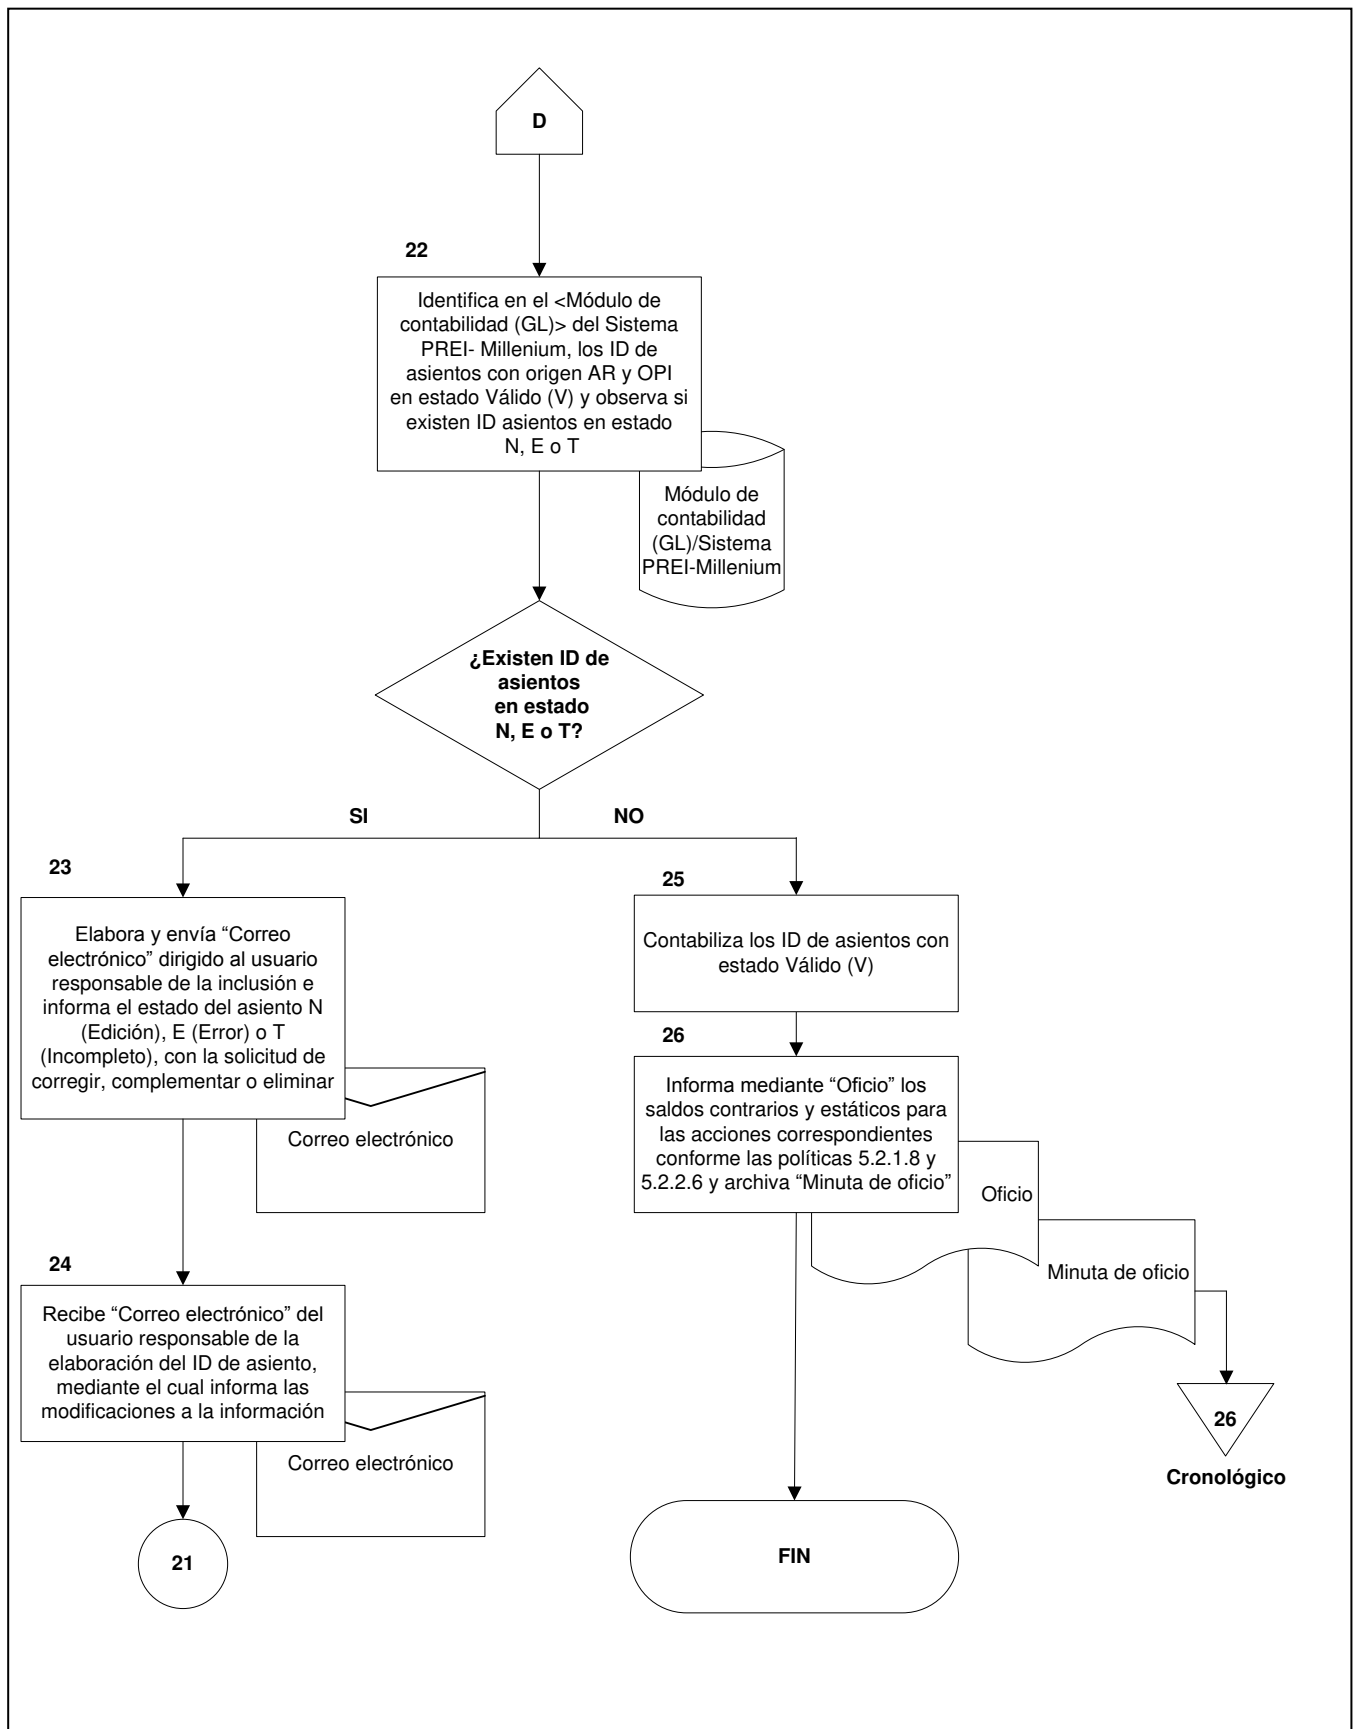 D
22
Identifica en el <Módulo de
contabilidad (GL)> del Sistema
PREI- Millenium, los ID de
asientos con origen AR y OPI
en estado Válido (V) y observa si
existen ID asientos en estado
N, E o T
Módulo de
contabilidad
(GL)/Sistema
PREI-Millenium
¿Existen ID de
asientos
en estado
N, E o T?
SI
NO
23
Elabora y envía “Correo
electrónico” dirigido al usuario
responsable de la inclusión e
informa el estado del asiento N
(Edición), E (Error) o T
(Incompleto), con la solicitud de
corregir, complementar o eliminar
Correo electrónico
24
Recibe “Correo electrónico” del
usuario responsable de la
elaboración del ID de asiento,
mediante el cual informa las
modificaciones a la información
Correo electrónico
21
25
Contabiliza los ID de asientos con
estado Válido (V)
26
Informa mediante “Oficio” los
saldos contrarios y estáticos para
las acciones correspondientes
conforme las políticas 5.2.1.8 y
5.2.2.6 y archiva “Minuta de oficio”
Oficio
Minuta de oficio
26
Cronológico
FIN